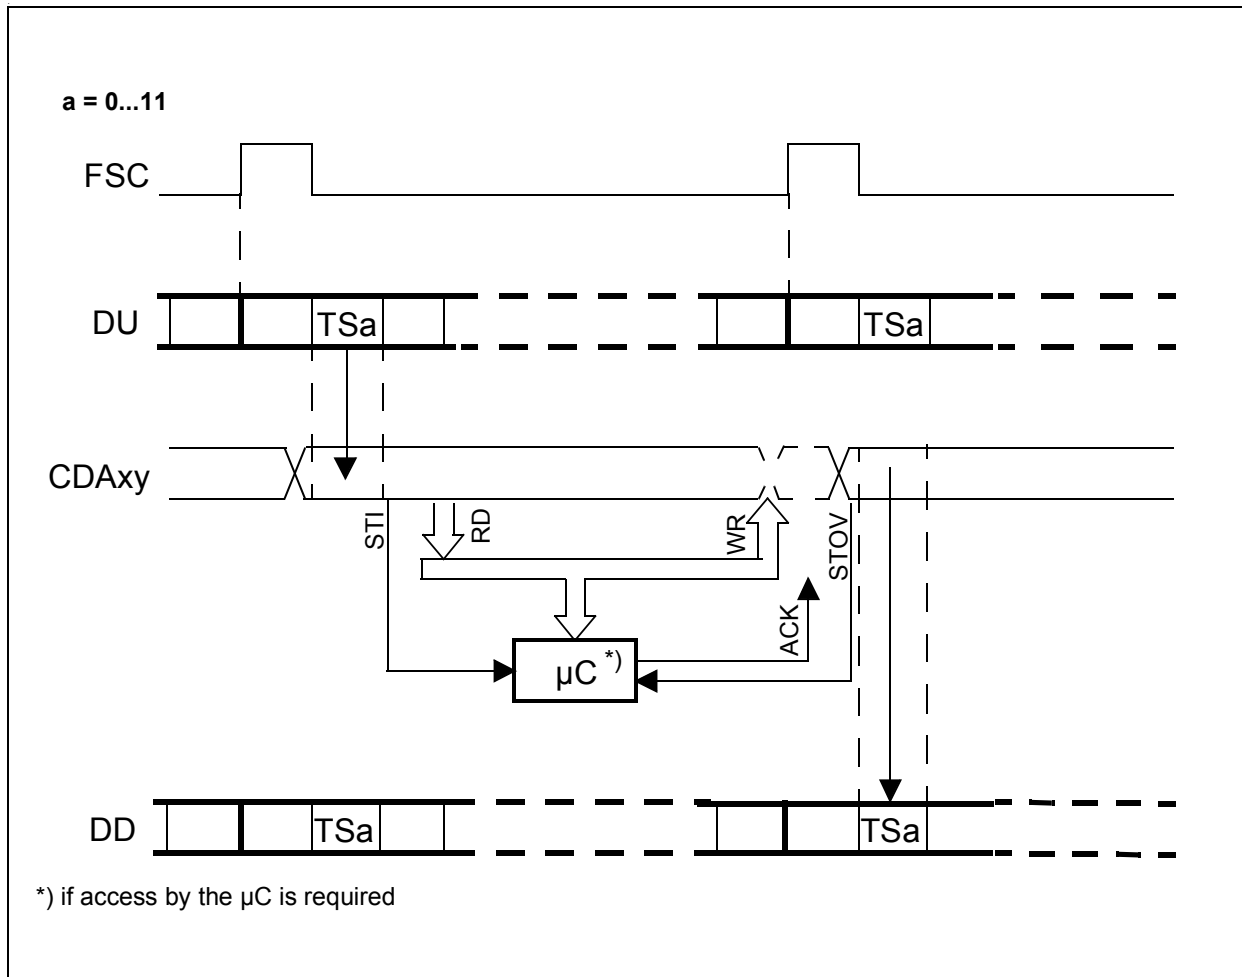 a = 0...11
FSC
DU
TSa
TSa
CDAxy
STI
RD
WR
STOV
ACK
µC *)
DD
TSa
TSa
*) if access by the µC is required